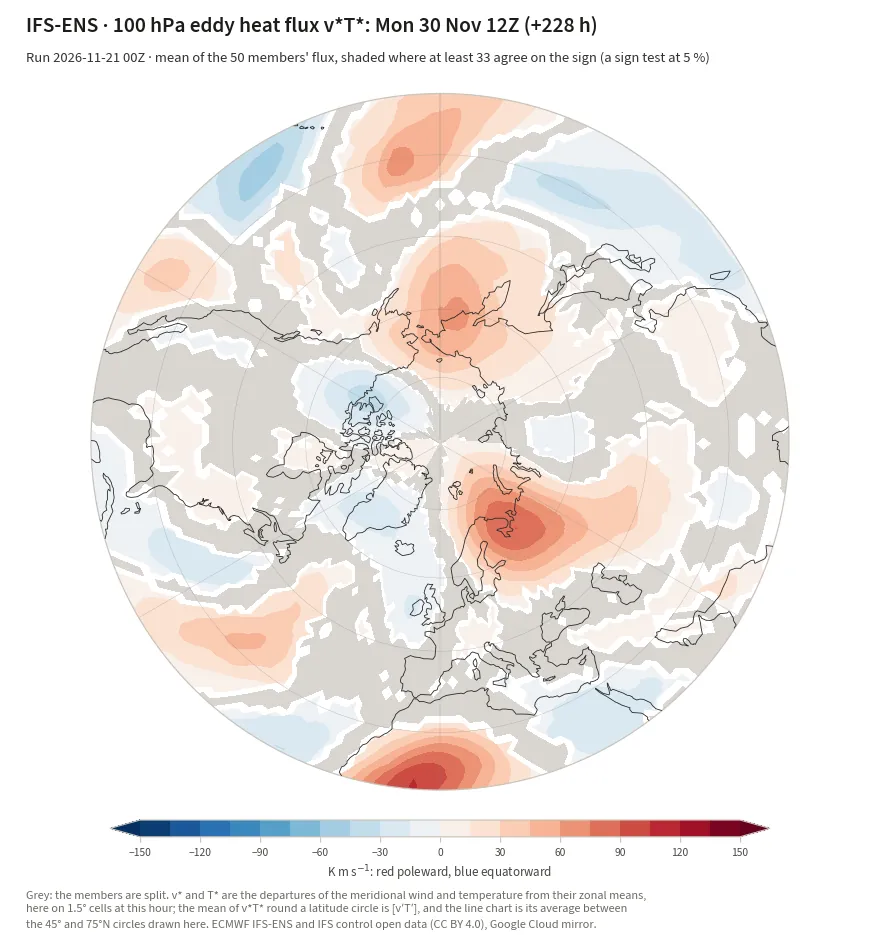 IFS-ENS · 100 hPa eddy heat flux v*T*: Mon 30 Nov 12Z (+228 h)
Run 2026-11-21 00Z · mean of the 50 members' flux, shaded where at least 33 agree on the sign (a sign test at 5 %)
−150 −120 −90 −60 −30 0 30 60 90 120 150
K m s⁻¹: red poleward, blue equatorward
Grey: the members are split. v* and T* are the departures of the meridional wind and temperature from their zonal means,
here on 1.5° cells at this hour; the mean of v*T* round a latitude circle is [v'T'], and the line chart is its average between
the 45° and 75°N circles drawn here. ECMWF IFS-ENS and IFS control open data (CC BY 4.0), Google Cloud mirror.